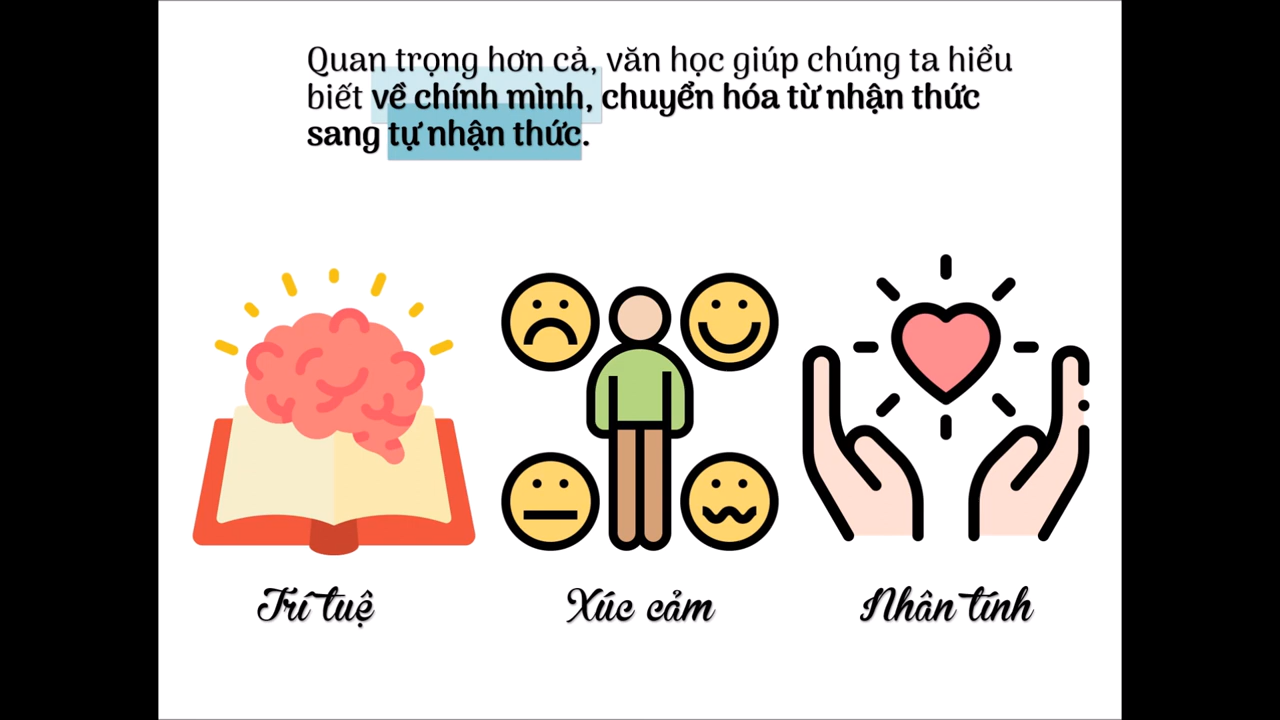 Quan trọng hơn cả, văn học giúp chúng ta hiểu
biết về chính mình, chuyển hóa từ nhận thức
sang tự nhận thức.
Trí tuệ
Xúc cảm
Nhân tính